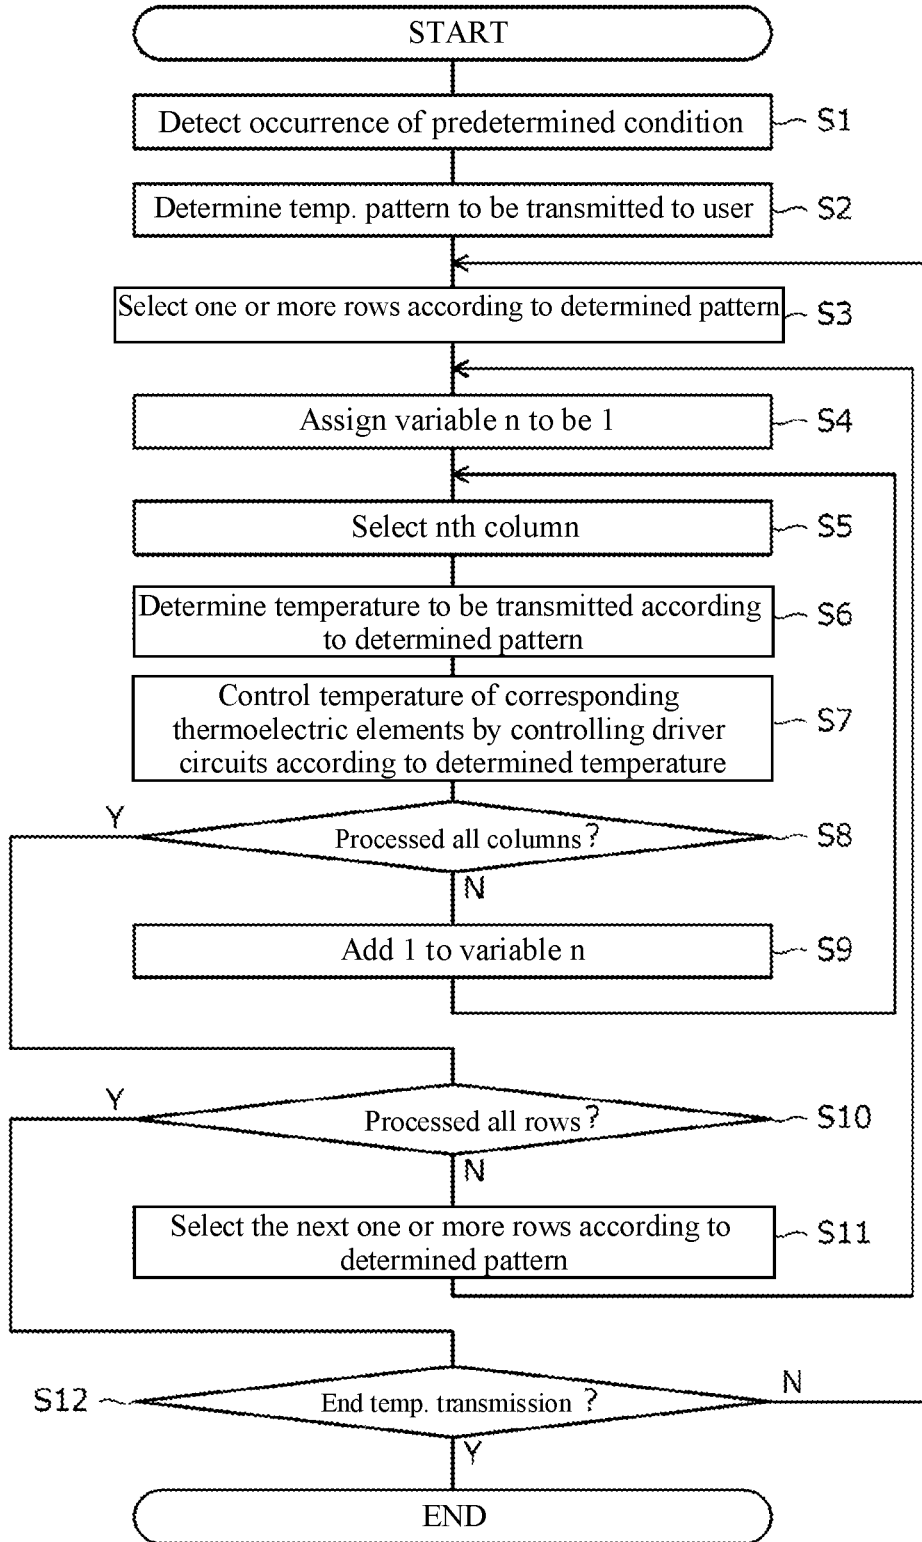 START
Detect occurrence of predetermined condition
S1
Determine temp. pattern to be transmitted to user
S2
Select one or more rows according to determined pattern
S3
Assign variable n to be 1
S4
Select nth column
S5
Determine temperature to be transmitted according
to determined pattern
S6
Control temperature of corresponding
thermoelectric elements by controlling driver
circuits according to determined temperature
S7
Y
Processed all columns?
S8
N
Add 1 to variable n
S9
Y
Processed all rows?
S10
N
Select the next one or more rows according to
determined pattern
S11
S12
End temp. transmission ?
N
Y
END